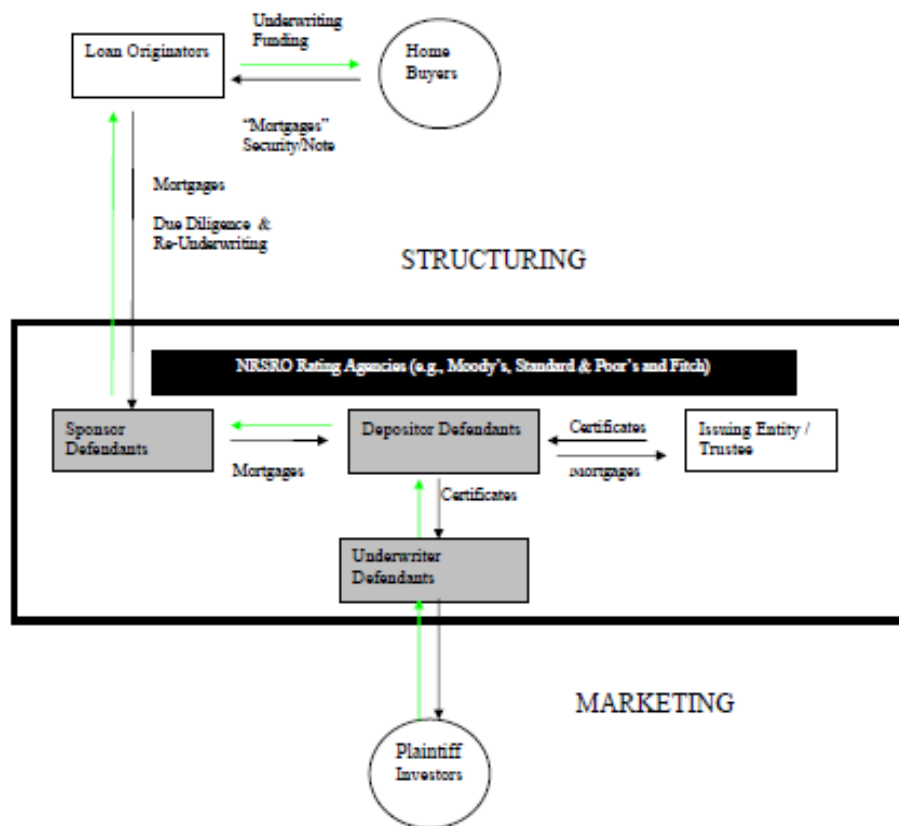 Underwriting
Funding
Loan Originators
Home
Buyers
“Mortgages”
Security/Note
Mortgages
Due Diligence &
Re-Underwriting
STRUCTURING
NRSRO Rating Agencies (e.g., Moody’s, Standard & Poor’s and Fitch)
Sponsor
Defendants
Depositor Defendants
Certificates
Issuing Entity /
Trustee
Mortgages
Mortgages
Certificates
Underwriter
Defendants
MARKETING
Plaintiff
Investors